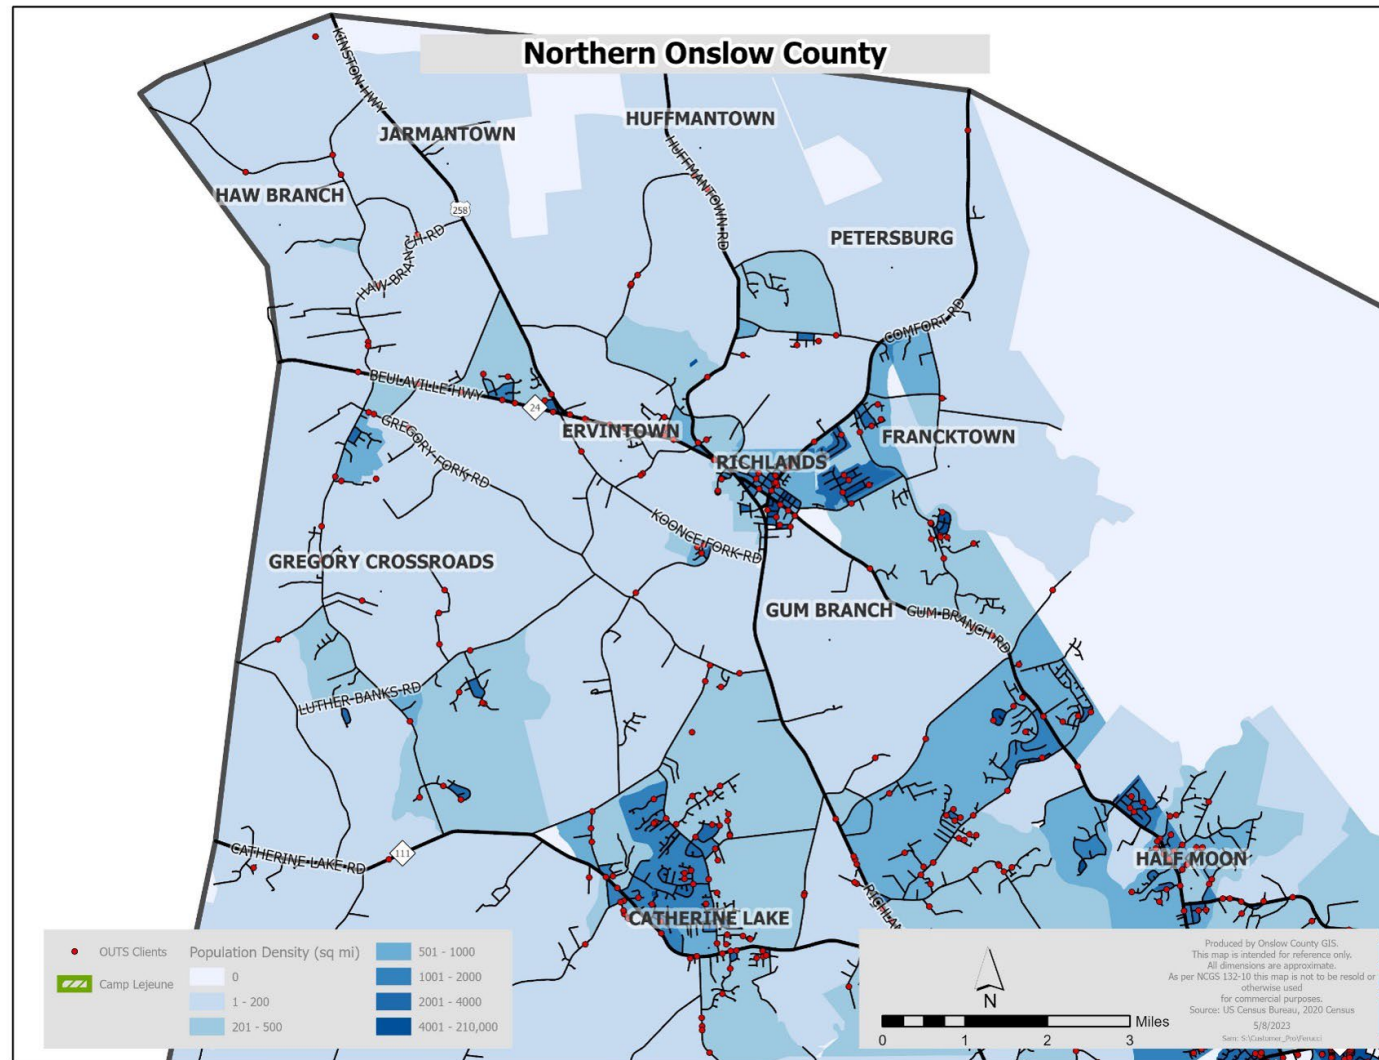 Northern Onslow County
KINSTON HWY
JARMANTOWN
HUFFMANTOWN
HUFFMANTOWN RD
HAW BRANCH
258
HAW BRANCH RD
PETERSBURG
COMFORT RD
BEULAVILLE HWY
24
ERVINTOWN
FRANCKTOWN
GREGORY FORK RD
RICHLANDS
KOONCE FORK RD
GREGORY CROSSROADS
GUM BRANCH
GUM BRANCH RD
LUTHER BANKS RD
CATHERINE LAKE RD
111
HALF MOON
CATHERINE LAKE
RICHLAN
OUTS Clients
Camp Lejeune
Population Density (sq mi)
0
1 - 200
201 - 500
501 - 1000
1001 - 2000
2001 - 4000
4001 - 210,000
N
0 1 2 3 Miles
Produced by Onslow County GIS.
This map is intended for reference only.
All dimensions are approximate.
As per NCGS 132-10 this map is not to be resold or
otherwise used
for commercial purposes.
Source: US Census Bureau, 2020 Census
5/8/2023